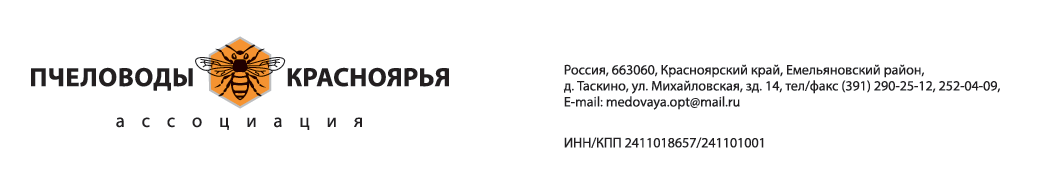 ПЧЕЛОВОДЫ КРАСНОЯРЬЯ
ассоциация
Россия, 663060, Красноярский край, Емельяновский район,
д. Таскино, ул. Михайловская, зд. 14, тел/факс (391) 290-25-12, 252-04-09,
E-mail: medovaya.opt@mail.ru
ИНН/КПП 2411018657/241101001